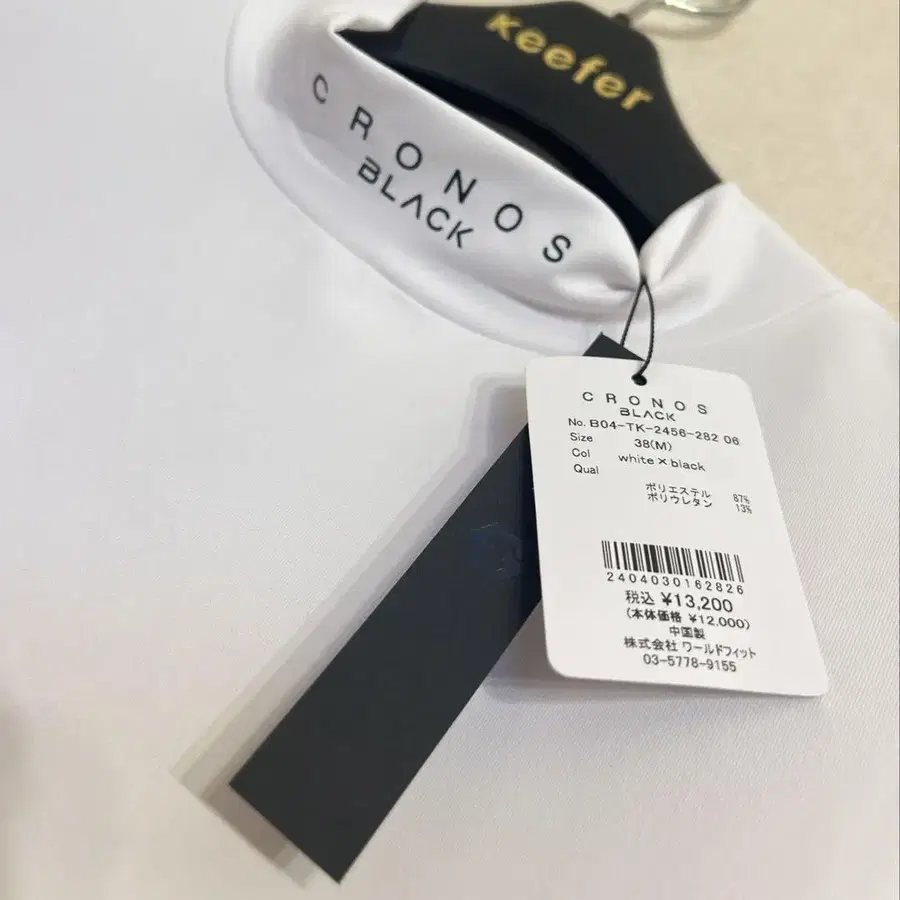 Keefer
CRONOS
BLACK
CRONOS
BLACK
No. B04-TK-2456-282 06
Size 38(M)
Col white×black
Qual
ポリエステル 87%
ポリウレタン 13%
2404030162826
税込 ¥13,200
(本体価格 ¥12,000)
中国製
株式会社 ワールドフィット
03-5778-9155